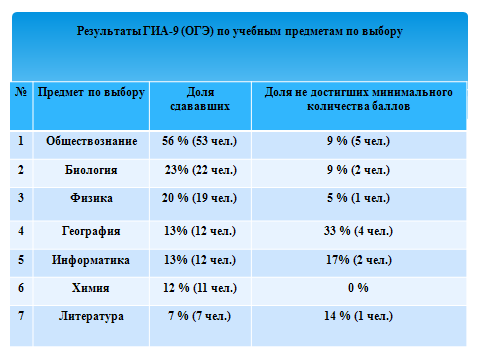 Результаты ГИА-9 (ОГЭ) по учебным предметам по выбору
№ Предмет по выбору Доля сдававших Доля не достигших минимального количества баллов
1 Обществознание 56 % (53 чел.) 9 % (5 чел.)
2 Биология 23% (22 чел.) 9 % (2 чел.)
3 Физика 20 % (19 чел.) 5 % (1 чел.)
4 География 13% (12 чел.) 33 % (4 чел.)
5 Информатика 13% (12 чел.) 17% (2 чел.)
6 Химия 12 % (11 чел.) 0 %
7 Литература 7 % (7 чел.) 14 % (1 чел.)